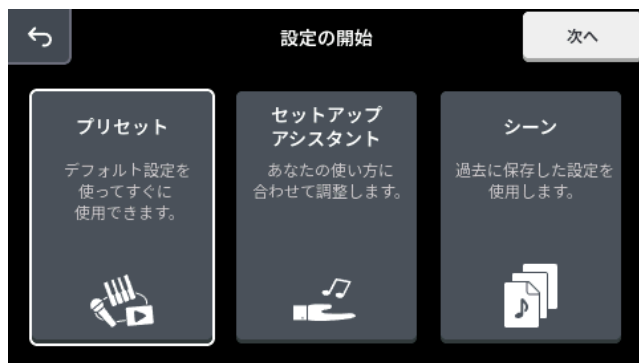 設定の開始
次へ
プリセット
デフォルト設定を
使ってすぐに
使用できます。
セットアップ
アシスタント
あなたの使い方に
合わせて調整します。
シーン
過去に保存した設定を
使用します。